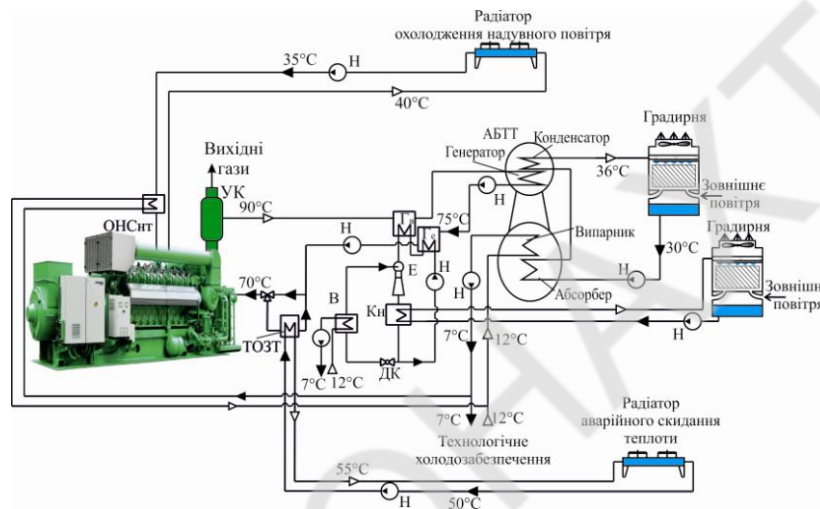 Радіатор
охолодження надувного повітря
35°C
Н
40°C
Градирня
АБТТ
Конденсатор
Генератор
Вихідні
гази
УК
90°C
36°C
Зовнішнє
повітря
75°C
Н
Градирня
ОНСнт
Н
Випарник
30°C
70°C
Е
Н
Н
Н
Зовнішнє
повітря
В
Кн
Абсорбер
Н
ТОЗТ
Н
7°C
12°C
ДК
7°C
12°C
7°C
12°C
Технологічне
холодозабезпечення
Радіатор
аварійного скидання
теплоти
55°C
Н
50°C